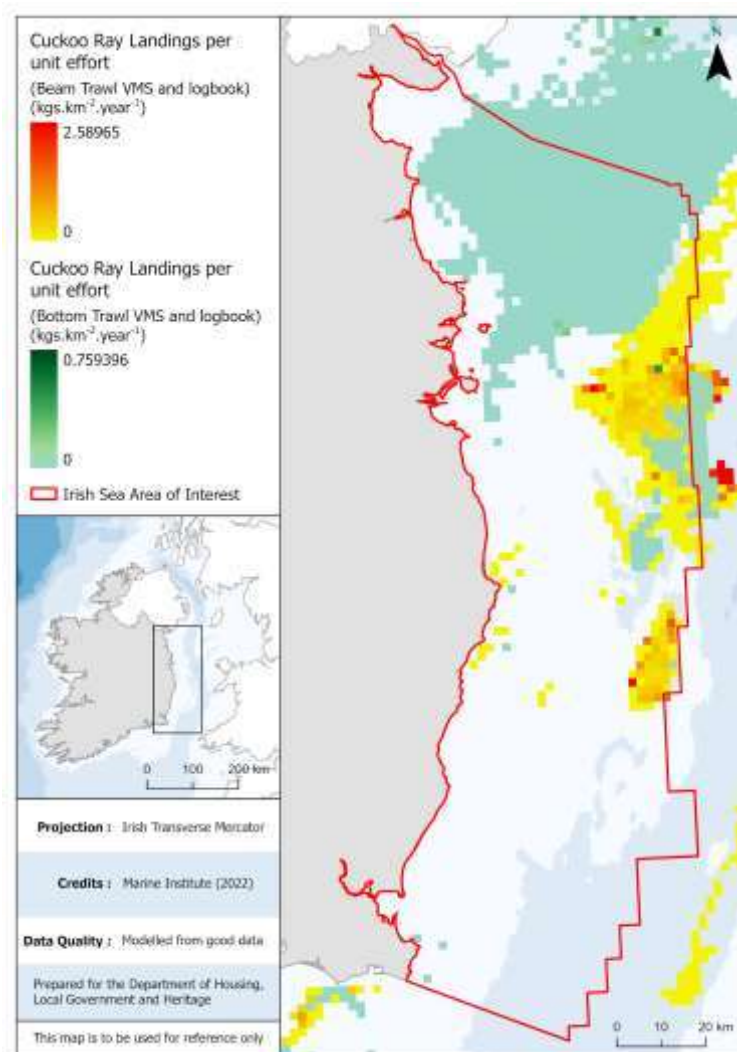 Cuckoo Ray Landings per
unit effort
(Beam Trawl VMS and logbook)
(kgs.km⁻².year⁻¹)
2.58965
0
Cuckoo Ray Landings per
unit effort
(Bottom Trawl VMS and logbook)
(kgs.km⁻².year⁻¹)
0.759396
0
Irish Sea Area of Interest
0 100 200 km
Projection : Irish Transverse Mercator
Credits : Marine Institute (2022)
Data Quality : Modelled from good data
Prepared for the Department of Housing,
Local Government and Heritage
This map is to be used for reference only
N
0 10 20 km